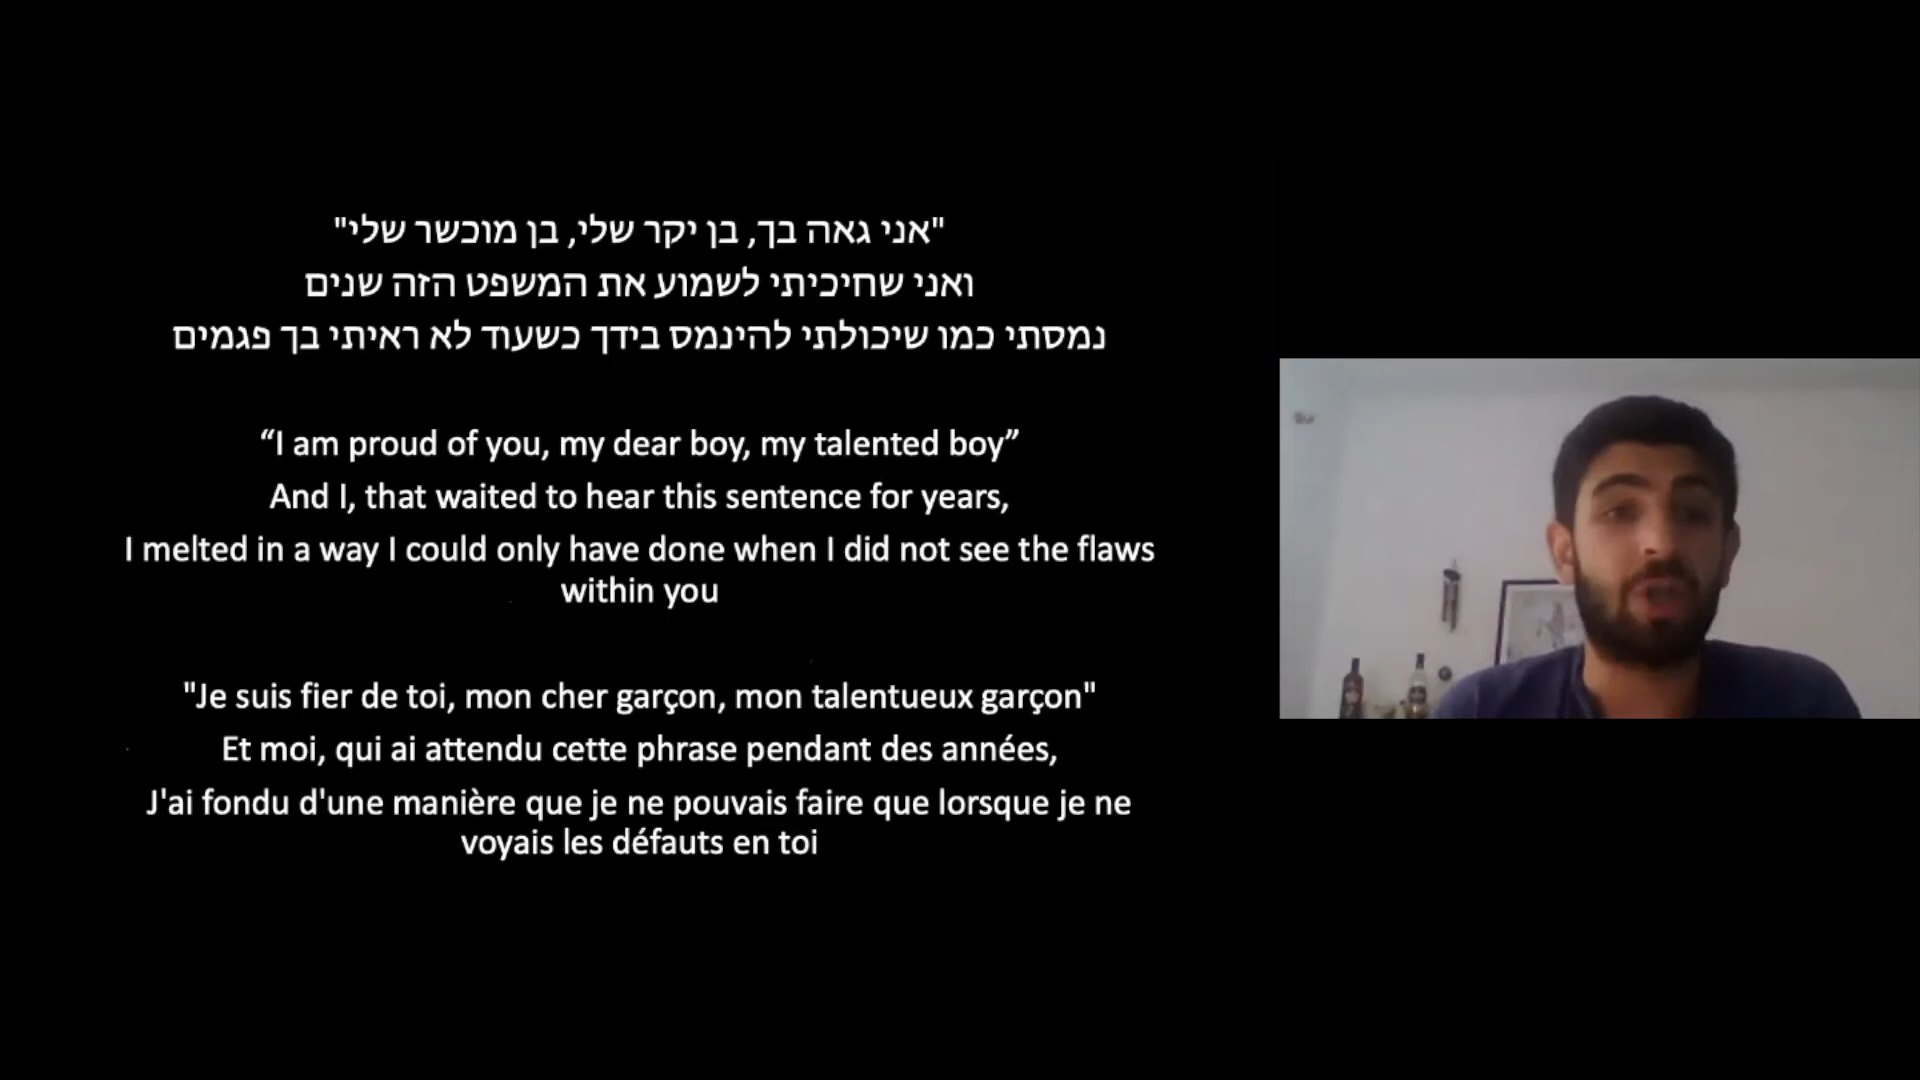 "אני גאה בך, בן יקר שלי, בן מוכשר שלי"
ואני שחיכיתי לשמוע את המשפט הזה שנים
נמסתי כמו שיכולתי להינמס בידך כשעוד לא ראיתי בך פגמים
“I am proud of you, my dear boy, my talented boy”
And I, that waited to hear this sentence for years,
I melted in a way I could only have done when I did not see the flaws
within you
"Je suis fier de toi, mon cher garçon, mon talentueux garçon"
Et moi, qui ai attendu cette phrase pendant des années,
J'ai fondu d'une manière que je ne pouvais faire que lorsque je ne
voyais les défauts en toi